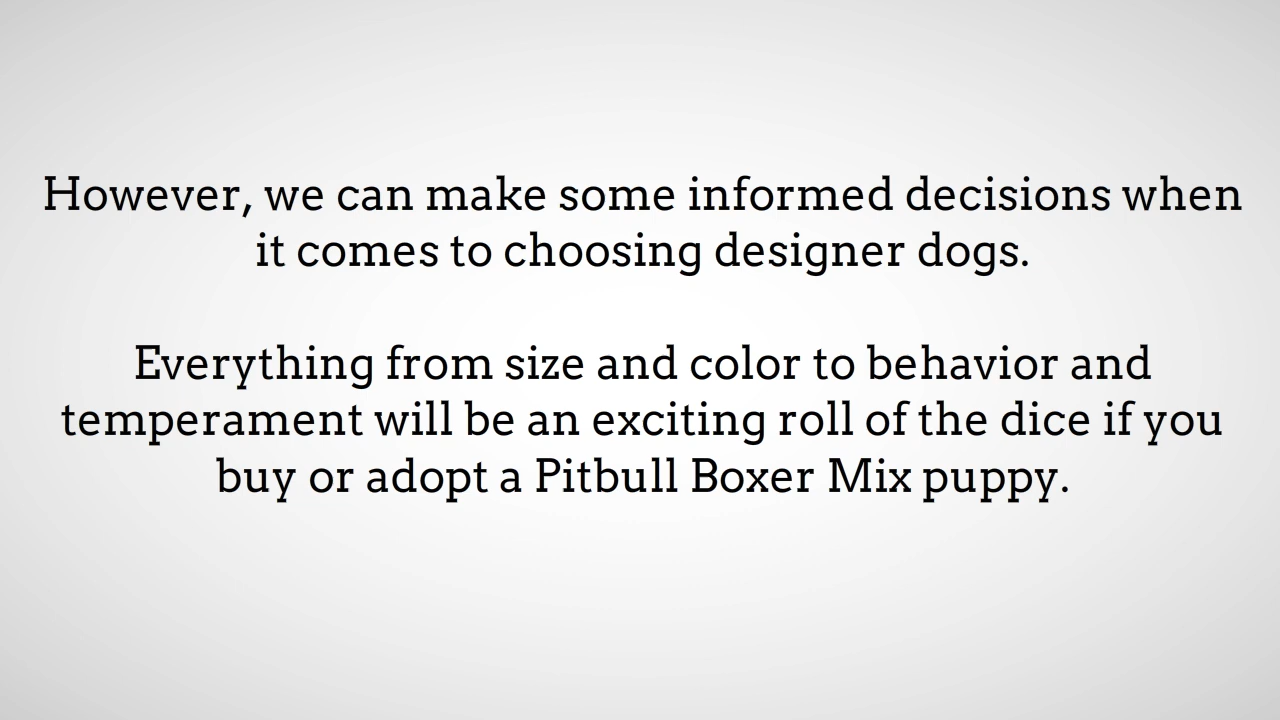 However, we can make some informed decisions when
it comes to choosing designer dogs.
Everything from size and color to behavior and
temperament will be an exciting roll of the dice if you
buy or adopt a Pitbull Boxer Mix puppy.